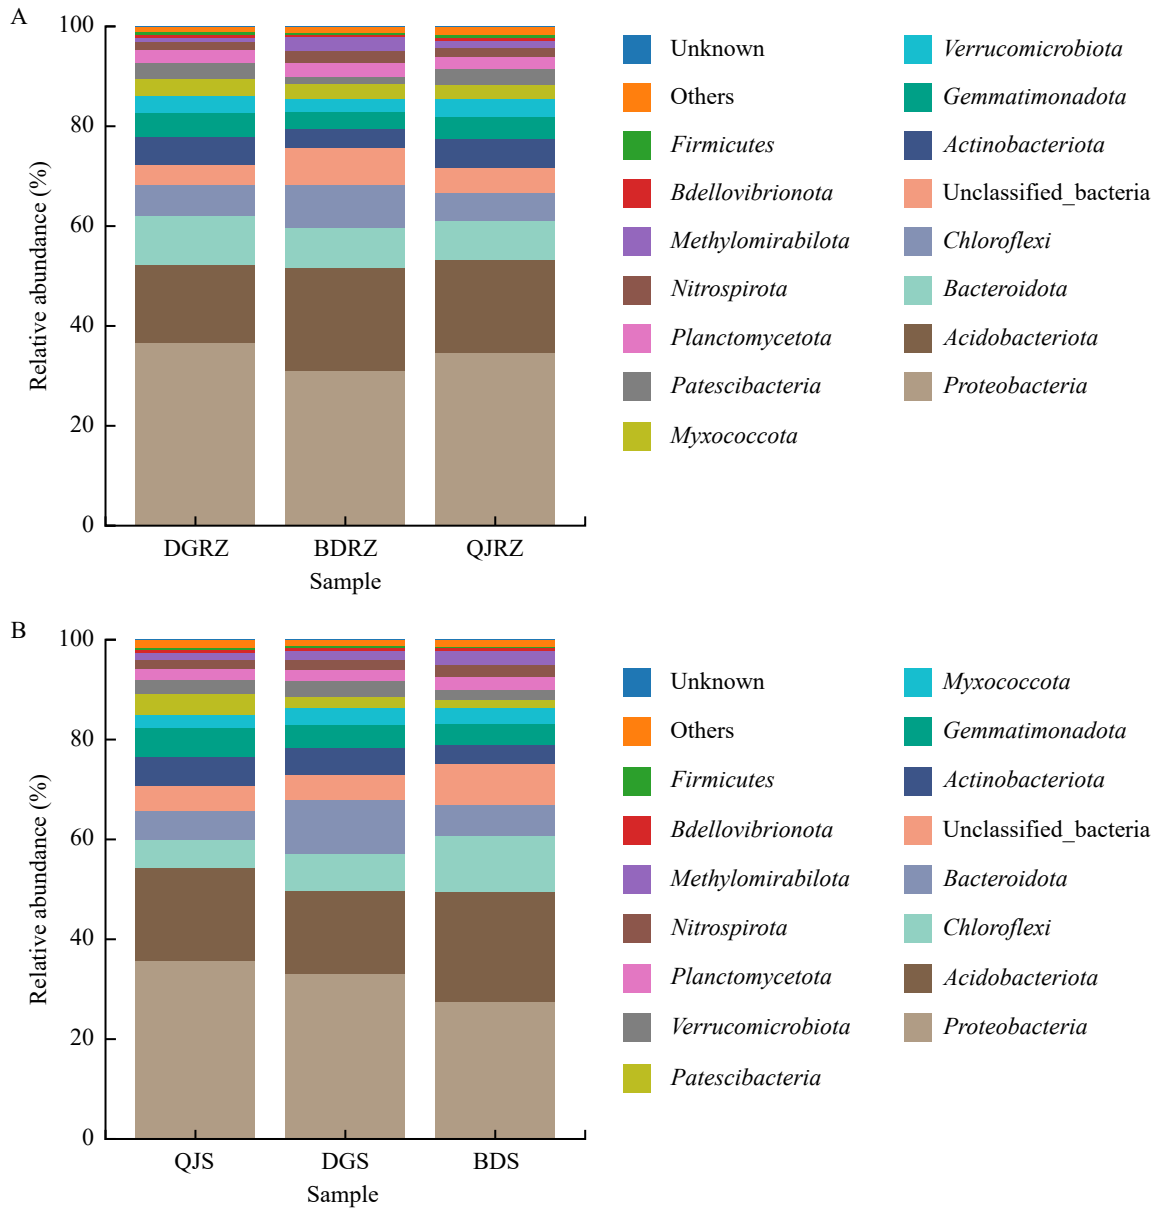 A
100
80
60
40
20
0
Relative abundance (%)
DGRZ
BDRZ
QJRZ
Sample
Unknown
Others
Firmicutes
Bdellovibrionota
Methylomirabilota
Nitrospirota
Planctomycetota
Patescibacteria
Myxococcota
Verrucomicrobiota
Gemmatimonadota
Actinobacteriota
Unclassified_bacteria
Chloroflexi
Bacteroidota
Acidobacteriota
Proteobacteria
B
100
80
60
40
20
0
Relative abundance (%)
QJS
DGS
BDS
Sample
Unknown
Others
Firmicutes
Bdellovibrionota
Methylomirabilota
Nitrospirota
Planctomycetota
Verrucomicrobiota
Patescibacteria
Myxococcota
Gemmatimonadota
Actinobacteriota
Unclassified_bacteria
Bacteroidota
Chloroflexi
Acidobacteriota
Proteobacteria